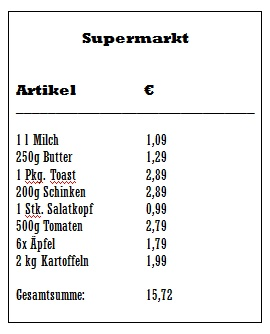 Supermarkt
Artikel €
1 l Milch 1,09
250g Butter 1,29
1 Pkg. Toast 2,89
200g Schinken 2,89
1 Stk. Salatkopf 0,99
500g Tomaten 2,79
6x Äpfel 1,79
2 kg Kartoffeln 1,99
Gesamtsumme: 15,72